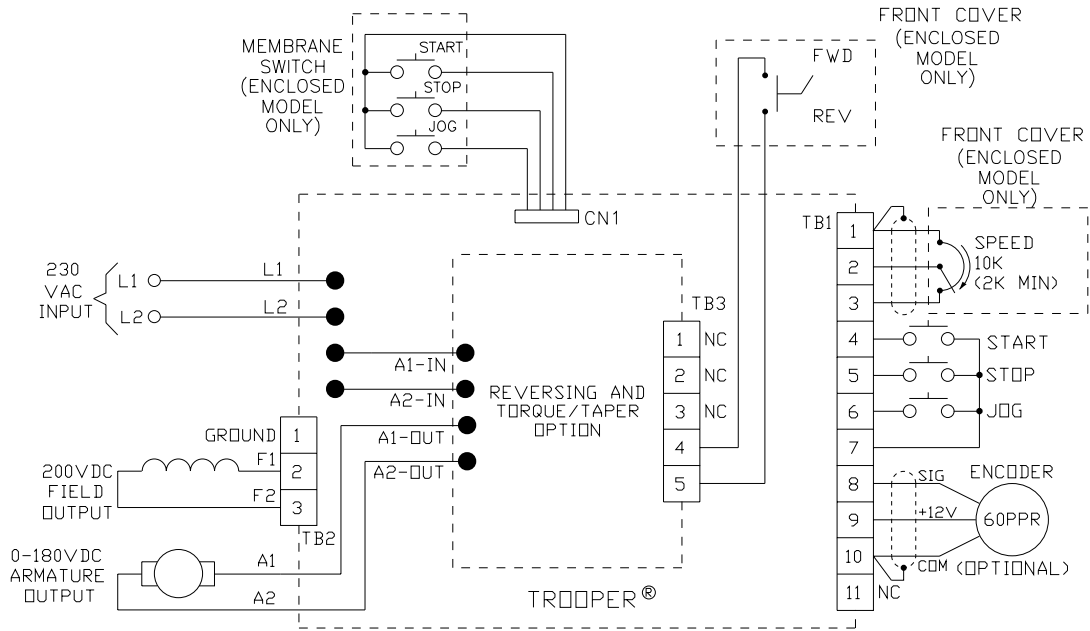 MEMBRANE
SWITCH
(ENCLOSED
MODEL
ONLY)
START
STOP
JOG
CN1
FRONT COVER
(ENCLOSED
MODEL
ONLY)
FWD
REV
FRONT COVER
(ENCLOSED
MODEL
ONLY)
SPEED
10K
(2K MIN)
230
VAC
INPUT
L1
L2
L1
L2
A1-IN
A2-IN
A1-OUT
A2-OUT
REVERSING AND
TORQUE/TAPER
OPTION
TB3
1 NC
2 NC
3 NC
4
5
TB1
1
2
3
4
5
6
7
8
9
10
11
NC
START
STOP
JOG
SIG
+12V
COM
ENCODER
60PPR
(OPTIONAL)
GROUND
F1
F2
1
2
3
TB2
200VDC
FIELD
OUTPUT
0-180VDC
ARMATURE
OUTPUT
A1
A2
TROOPER®